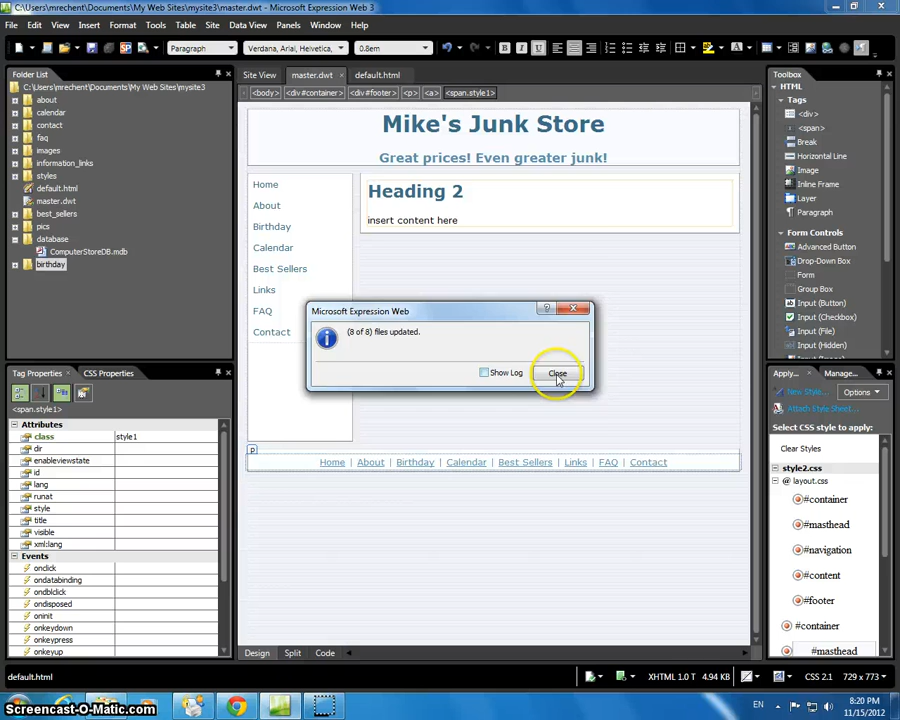 C:\Users\mrechent\Documents\My Web Sites\mysite3\master.dwt - Microsoft Expression Web 3
File Edit View Insert Format Tools Table Site Data View Panels Window Help
Paragraph Verdana, Arial, Helvetica, 0.8em B I U A
Folder List
C:\Users\mrechent\Documents\My Web Sites\mysite3
about
calendar
contact
faq
images
information_links
styles
default.html
master.dwt
best_sellers
pics
database
ComputerStoreDB.mdb
birthday
Site View master.dwt default.html
<body> <div#container> <div#footer> <p> <a> <span.style1>
Mike's Junk Store
Great prices! Even greater junk!
Home
About
Birthday
Calendar
Best Sellers
Links
FAQ
Contact
Heading 2
insert content here
Microsoft Expression Web
(8 of 8) files updated.
Show Log Close
p
Home | About | Birthday | Calendar | Best Sellers | Links | FAQ | Contact
Design Split Code
Toolbox
HTML
Tags
<div>
<span>
Break
Horizontal Line
Image
Inline Frame
Layer
Paragraph
Form Controls
Advanced Button
Drop-Down Box
Form
Group Box
Input (Button)
Input (Checkbox)
Input (File)
Input (Hidden)
Tag Properties CSS Properties
<span.style1>
Attributes
class style1
dir
enableviewstate
id
lang
runat
style
title
visible
xml:lang
Events
onclick
ondatabinding
ondblclick
ondisposed
oninit
onkeydown
onkeypress
onkeyup
Apply... Manage...
New Style... Options
Attach Style Sheet...
Select CSS style to apply:
Clear Styles
style2.css
@ layout.css
#container
#masthead
#navigation
#content
#footer
#container
#masthead
default.html XHTML 1.0 T 4.94 KB CSS 2.1 729 x 773
Screencast-O-Matic.com
EN 8:20 PM
11/15/2012